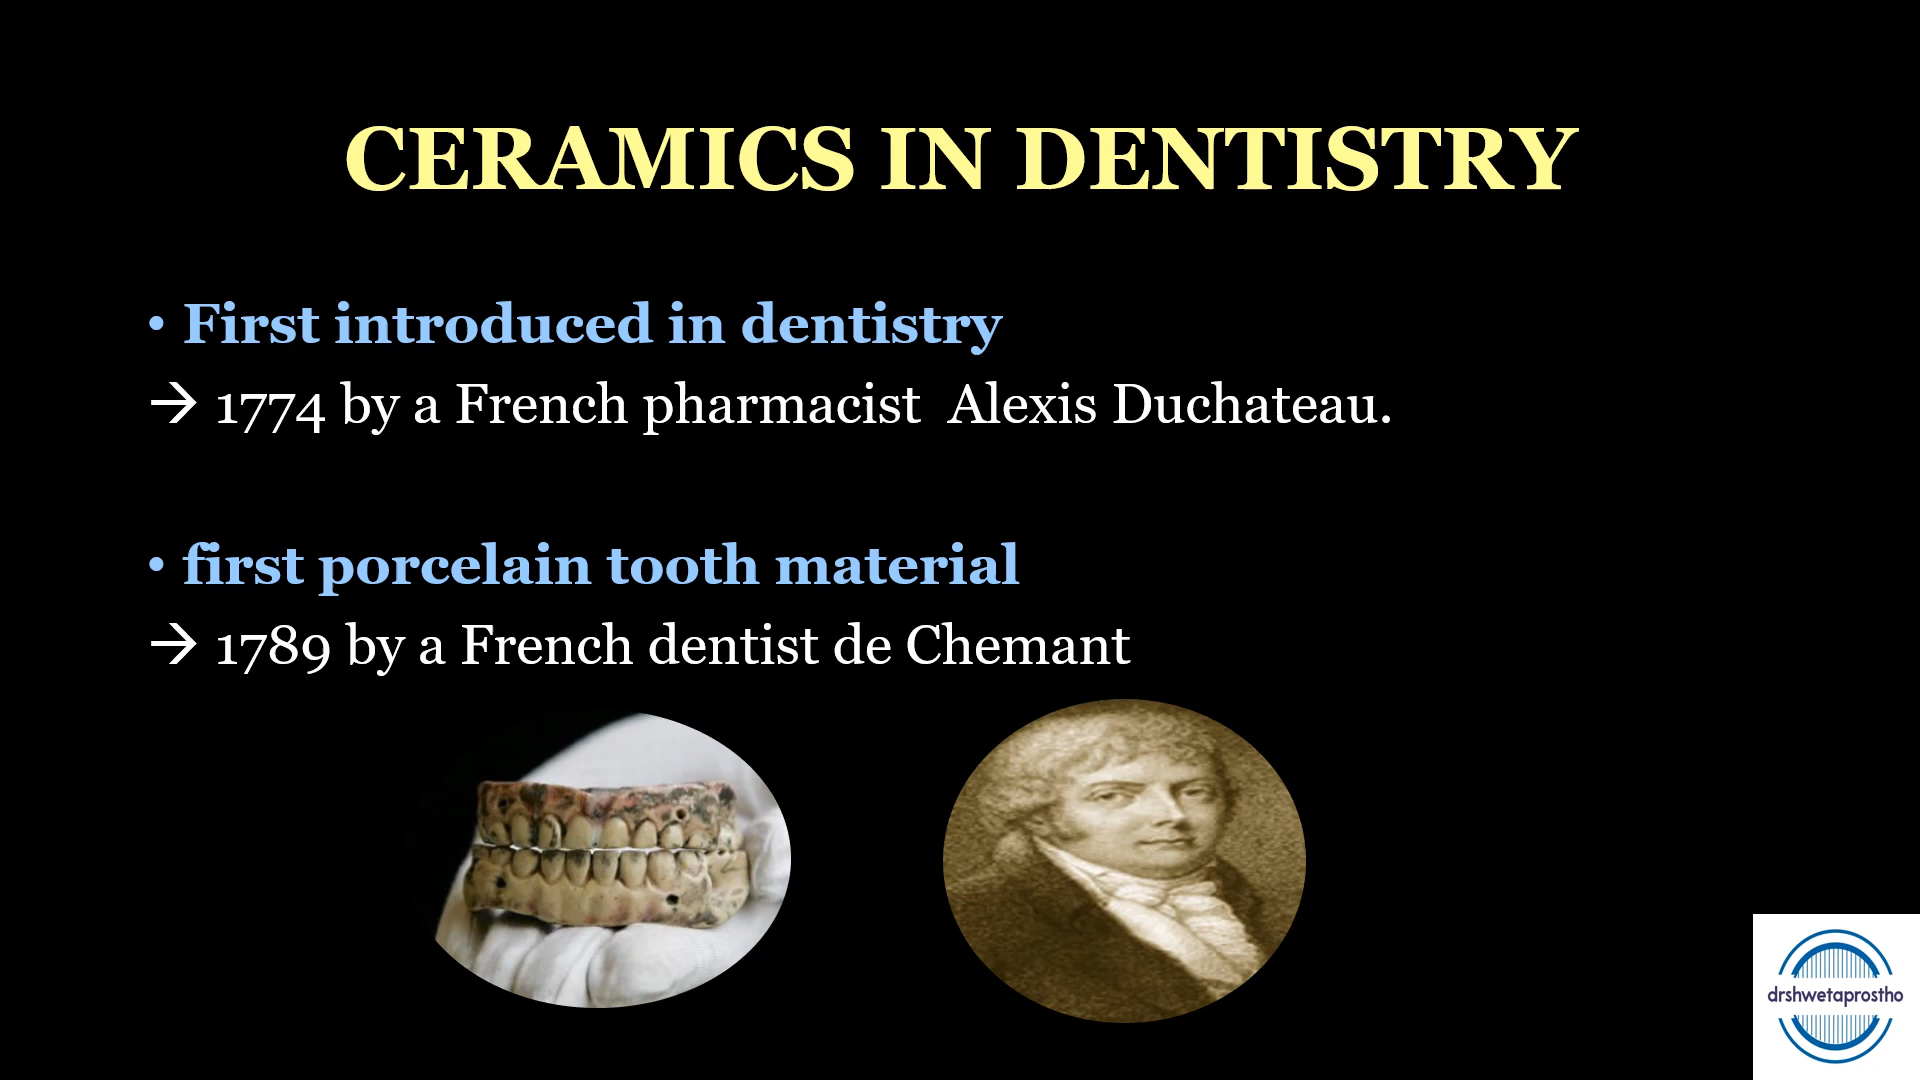 CERAMICS IN DENTISTRY
• First introduced in dentistry
→ 1774 by a French pharmacist  Alexis Duchateau.
• first porcelain tooth material
→ 1789 by a French dentist de Chemant
drshwetaprostho